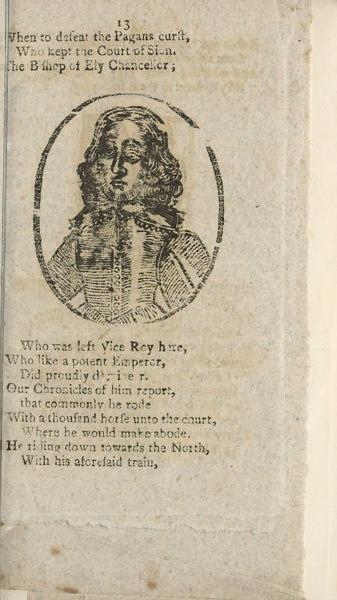 13
When to defeat the Pagans curſt,
Who kept the Court of Sion.
The Biſhop of Ely Chancellor;
Who was left Vice Roy here,
Who like a potent Emperor,
Did proudly
Our Chronicles of him report,
that commonly he rode
With a thouſand horſe unto the court,
Where he would make abode.
He riding down towards the North,
With his aforeſaid train,